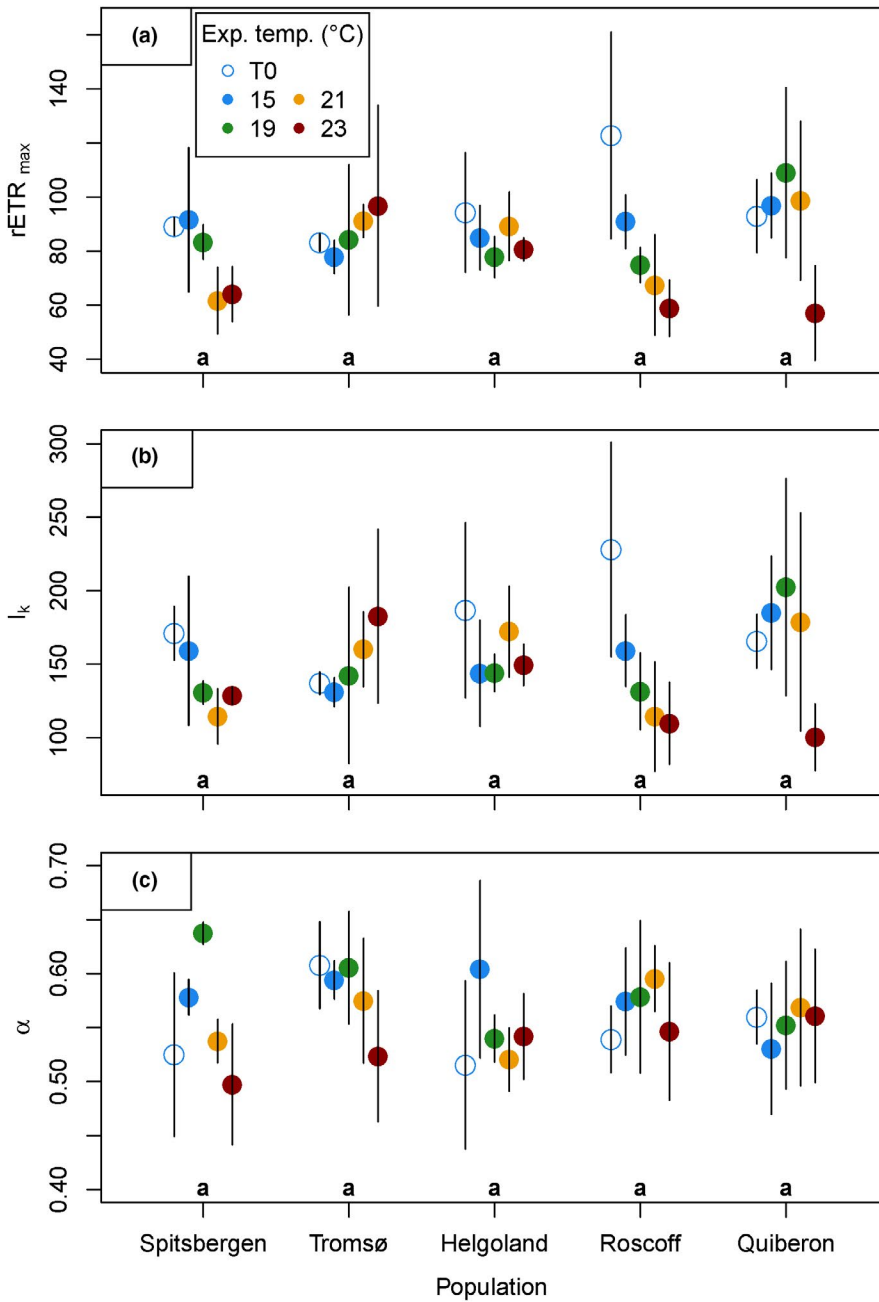 (a)
Exp. temp. (°C)
T0
15 21
19 23
rETR max
140
120
100
80
60
40
a a a a a
(b)
Ik
300
250
200
150
100
a a a a a
(c)
α
0.70
0.60
0.50
0.40
a a a a a
Spitsbergen Tromsø Helgoland Roscoff Quiberon
Population